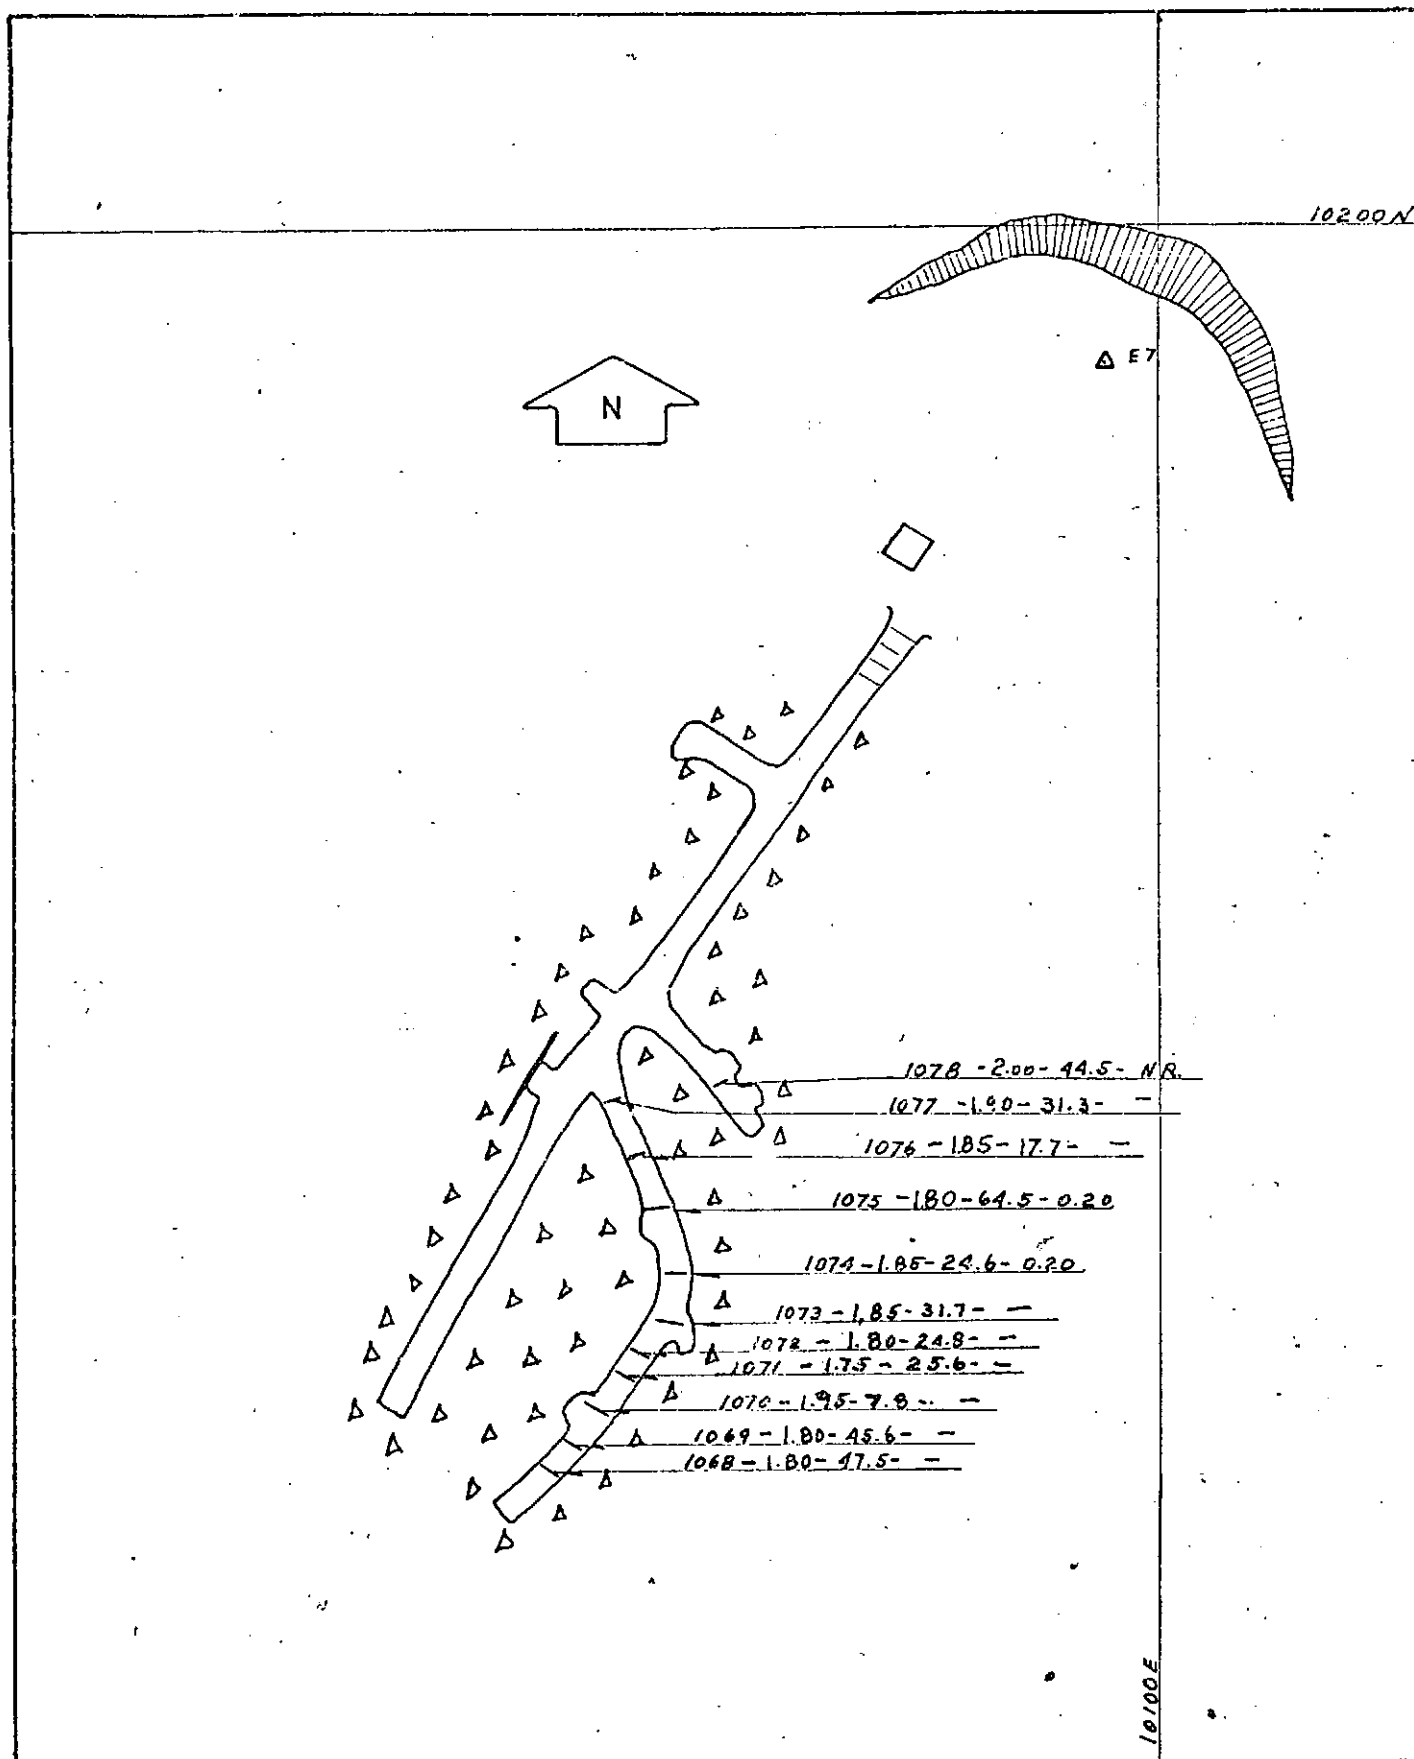 10200N
E7
N
1078 - 2.00 - 44.5 - N.R.
1077 - 1.90 - 31.3 - —
1076 - 1.85 - 17.7 - —
1075 - 1.80 - 64.5 - 0.20
1074 - 1.85 - 24.6 - 0.20
1073 - 1.85 - 31.7 - —
1072 - 1.80 - 24.8 - —
1071 - 1.75 - 25.6 - —
1070 - 1.95 - 7.8 - —
1069 - 1.80 - 45.6 - —
1068 - 1.80 - 47.5 - —
10100E